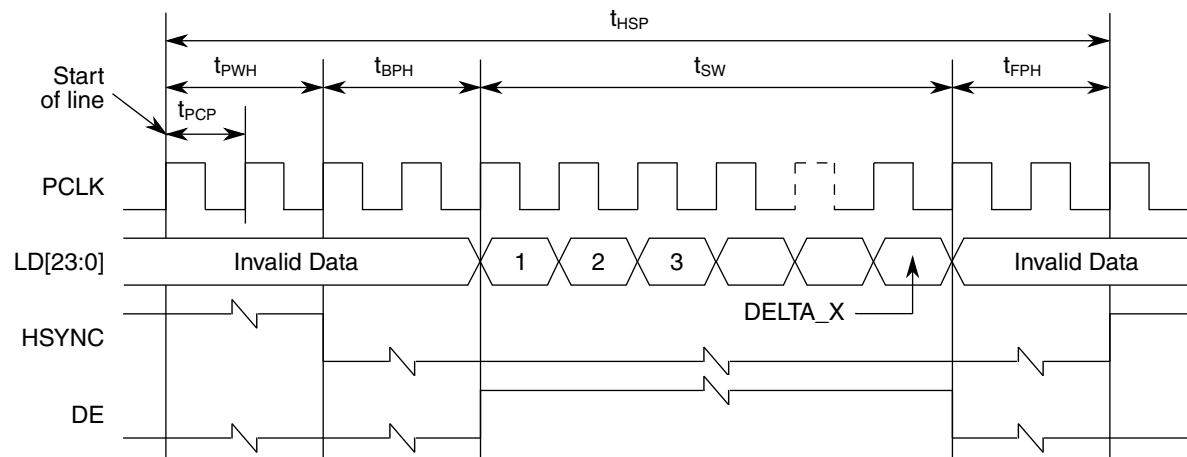 tHSP
tPWH
tBPH
tSW
tFPH
Start
of line
tPCP
PCLK
LD[23:0]
Invalid Data
1
2
3
Invalid Data
DELTA_X
HSYNC
DE